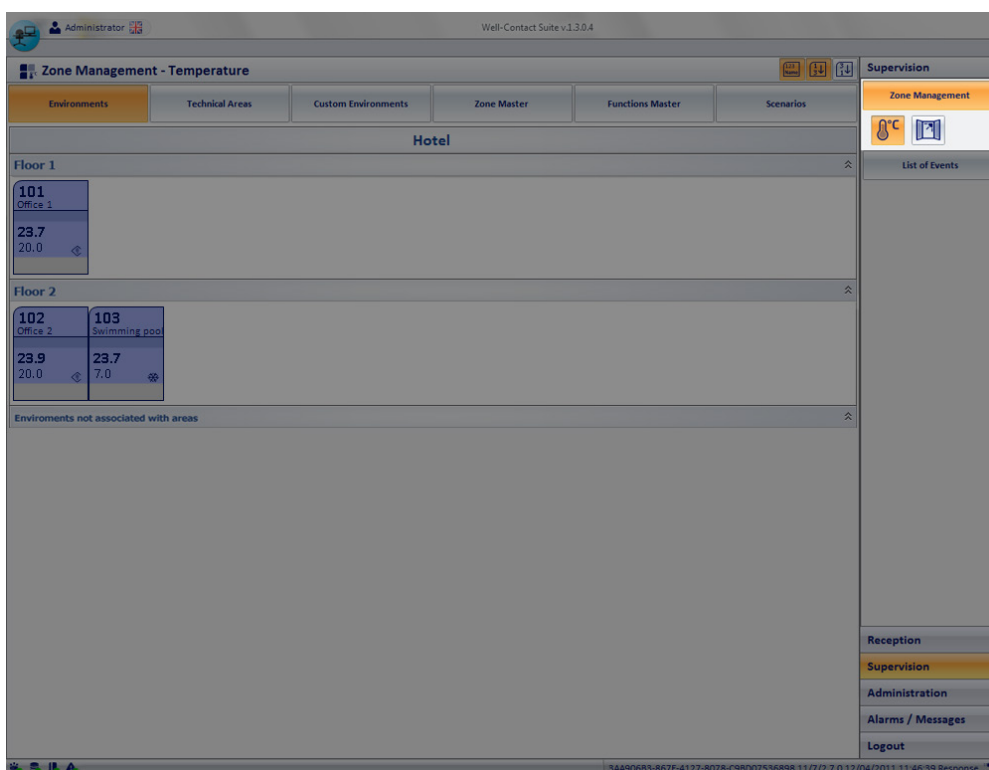 Administrator
Well-Contact Suite v.1.3.0.4
Zone Management - Temperature
Environments
Technical Areas
Custom Environments
Zone Master
Functions Master
Scenarios
Hotel
Floor 1
101
Office 1
23.7
20.0
Floor 2
102
Office 2
23.9
20.0
103
Swimming pool
23.7
7.0
Enviroments not associated with areas
Supervision
Zone Management
°C
List of Events
Reception
Supervision
Administration
Alarms / Messages
Logout